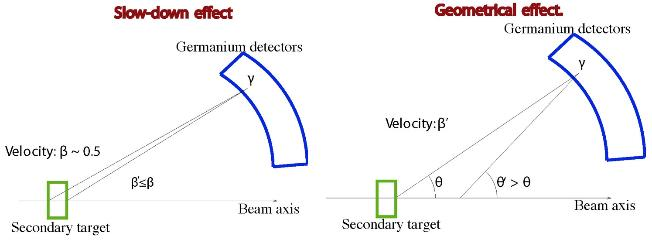 Slow-down effect
Germanium detectors
γ
Velocity: β ~ 0.5
β'≤β
Beam axis
Secondary target
Geometrical effect.
Germanium detectors
γ
Velocity:β'
θ
θ' > θ
Beam axis
Secondary target